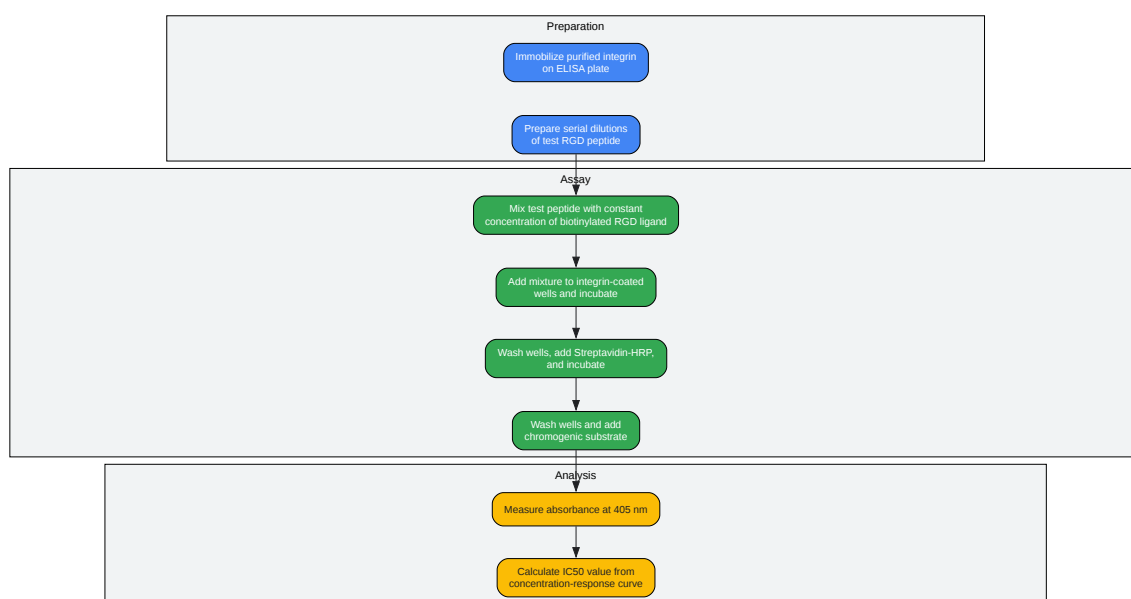 Preparation
Immobilize purified integrin
on ELISA plate
Prepare serial dilutions
of test RGD peptide
Assay
Mix test peptide with constant
concentration of biotinylated RGD ligand
Add mixture to integrin-coated
wells and incubate
Wash wells, add Streptavidin-HRP,
and incubate
Wash wells and add
chromogenic substrate
Analysis
Measure absorbance at 405 nm
Calculate IC50 value from
concentration-response curve